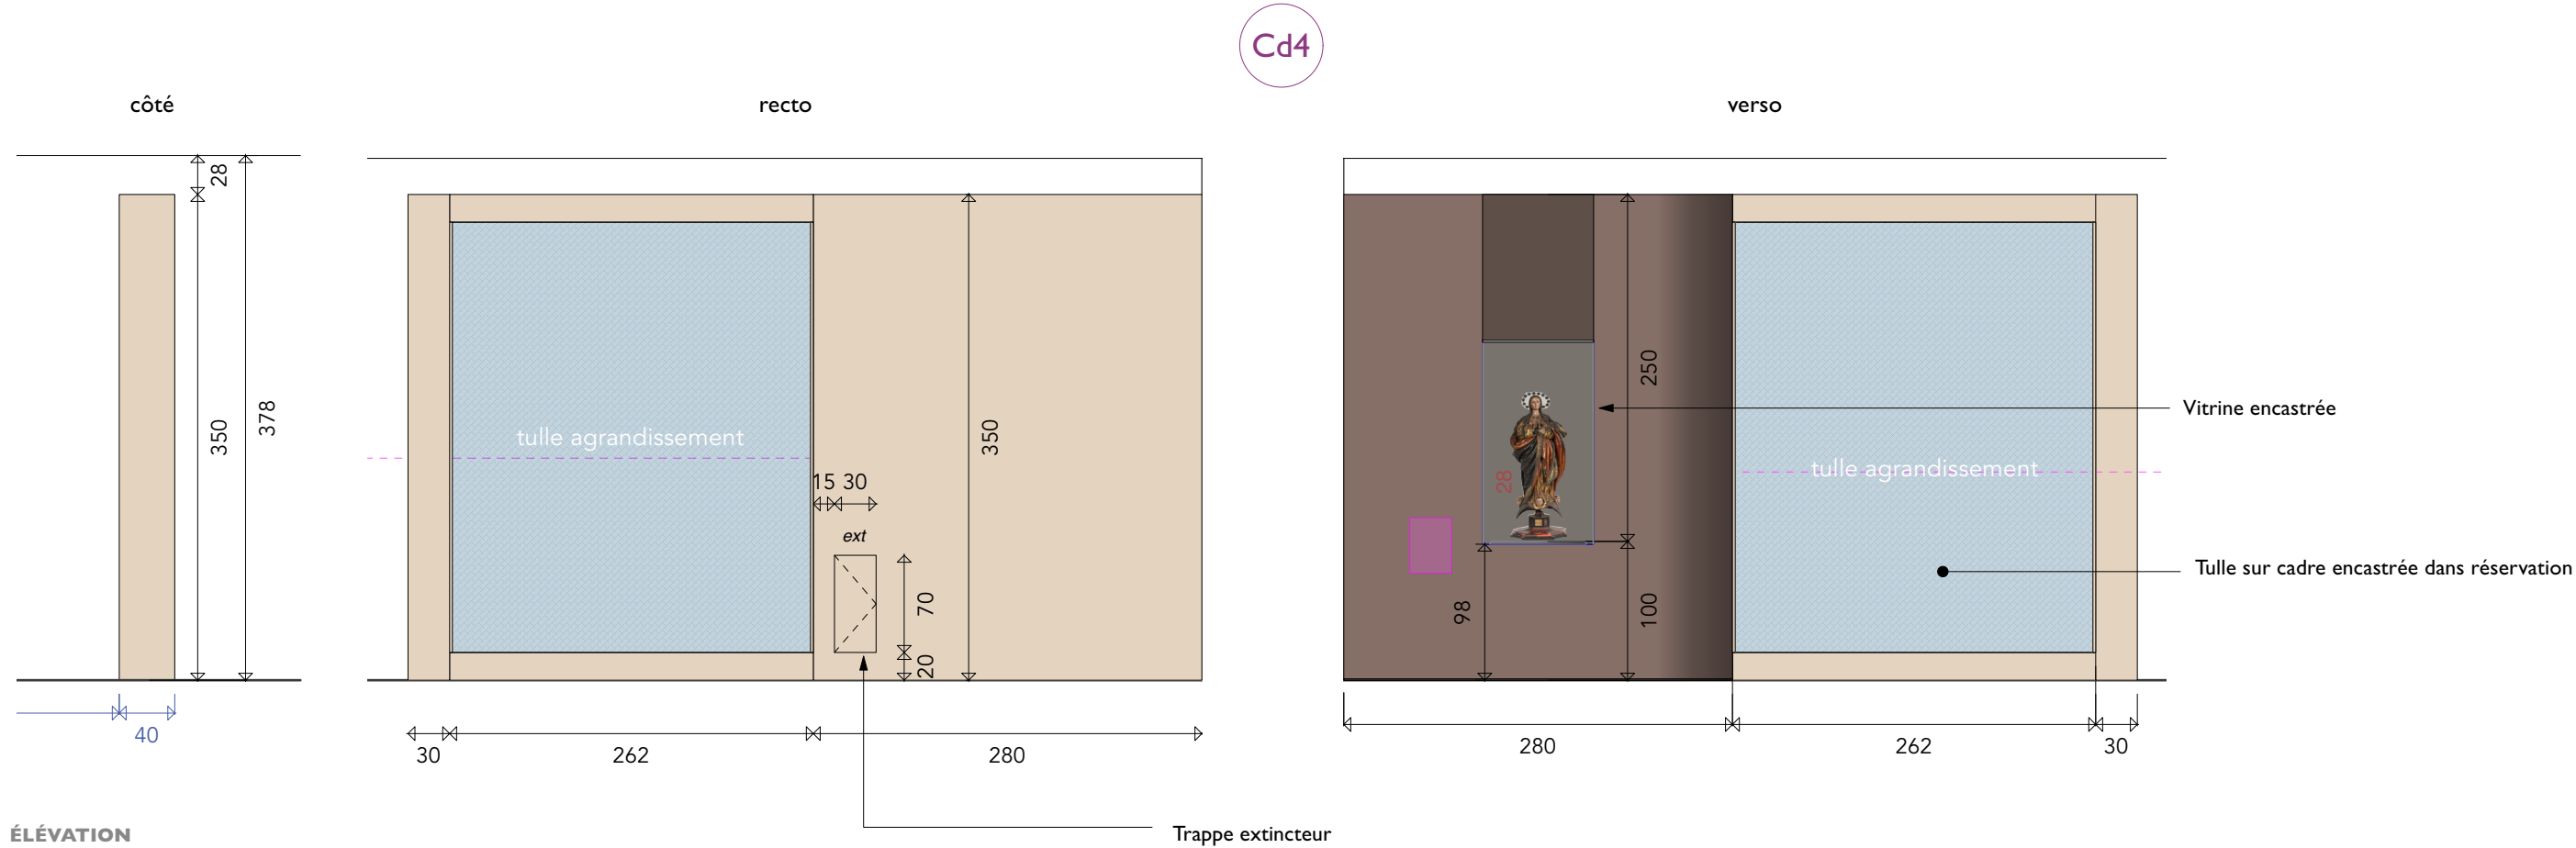 Cd4
côté
recto
verso
28
350
378
40
tulle agrandissement
15 30
ext
70
20
350
30
262
280
Trappe extincteur
28
250
98
100
tulle agrandissement
Vitrine encastrée
Tulle sur cadre encastrée dans réservation
280
262
30
ÉLÉVATION